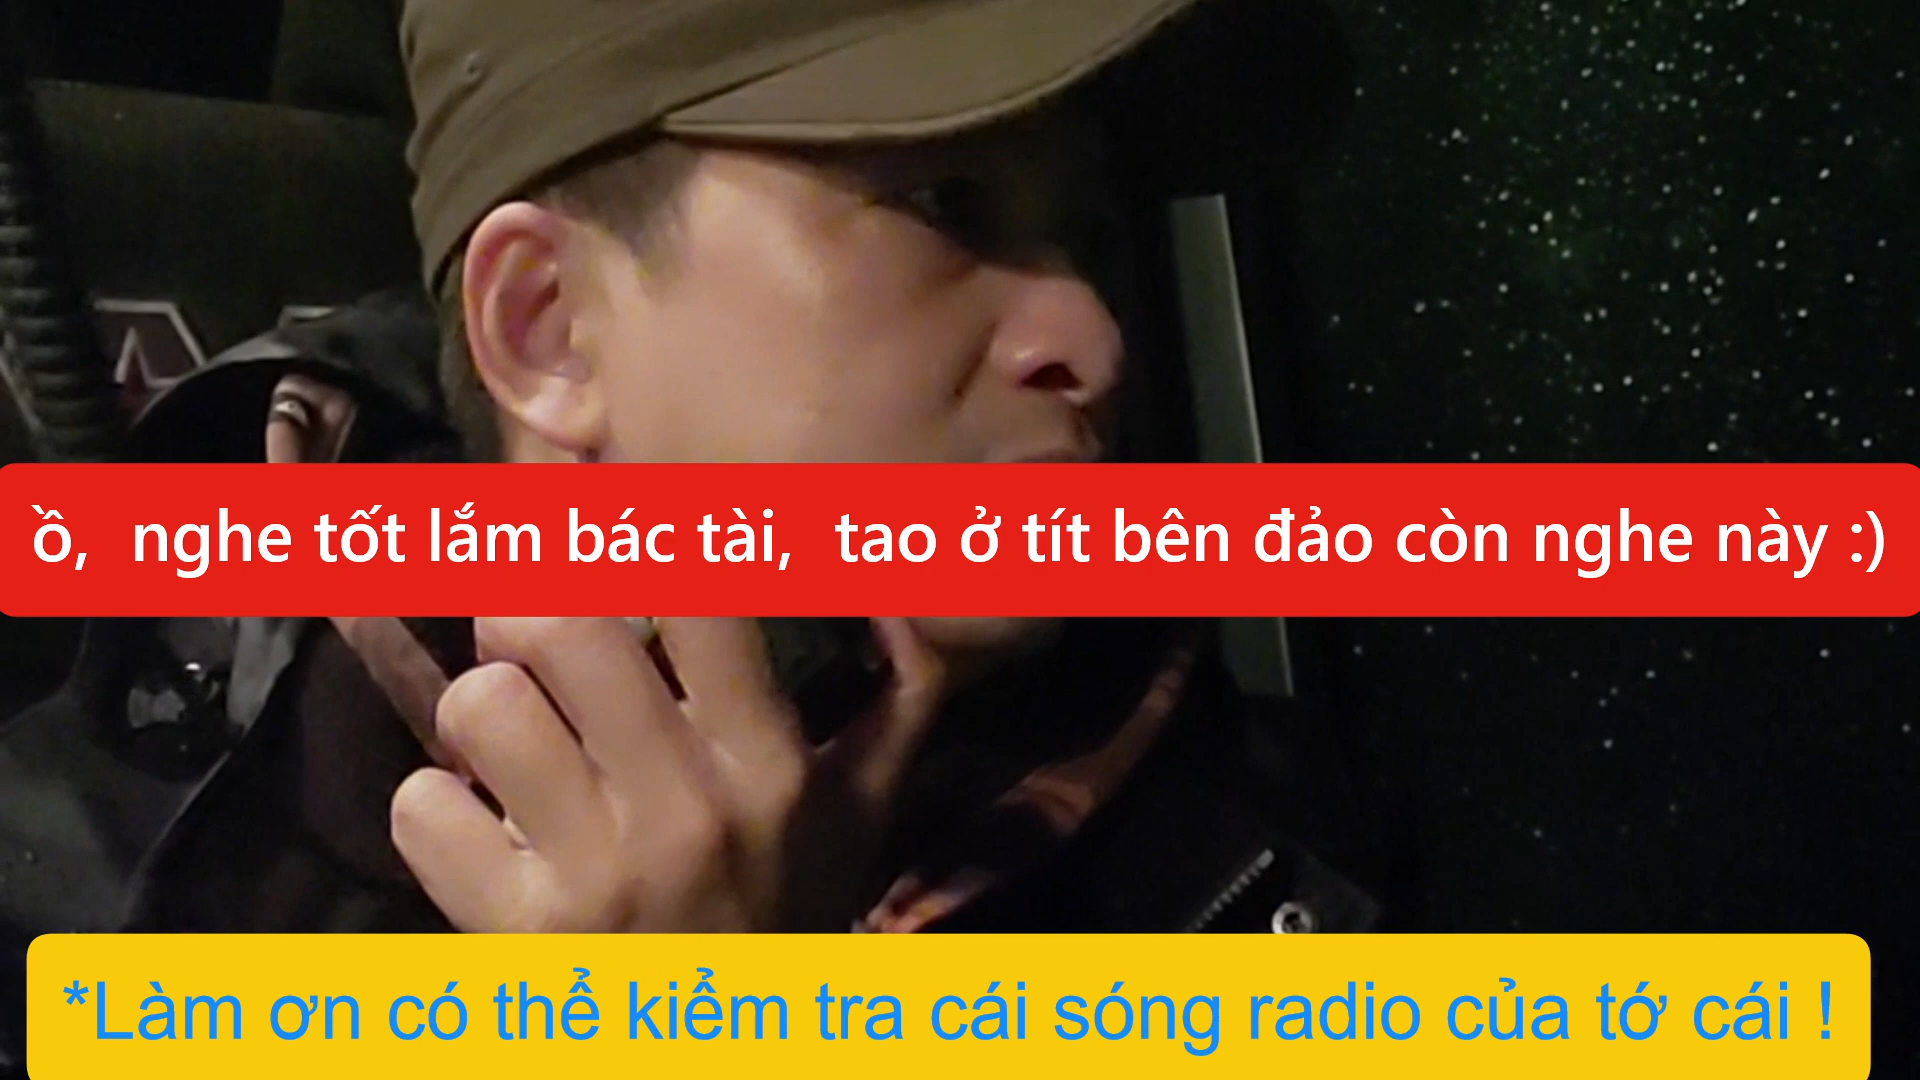 ồ, nghe tốt lắm bác tài, tao ở tít bên đảo còn nghe này :)
*Làm ơn có thể kiểm tra cái sóng radio của tớ cái !